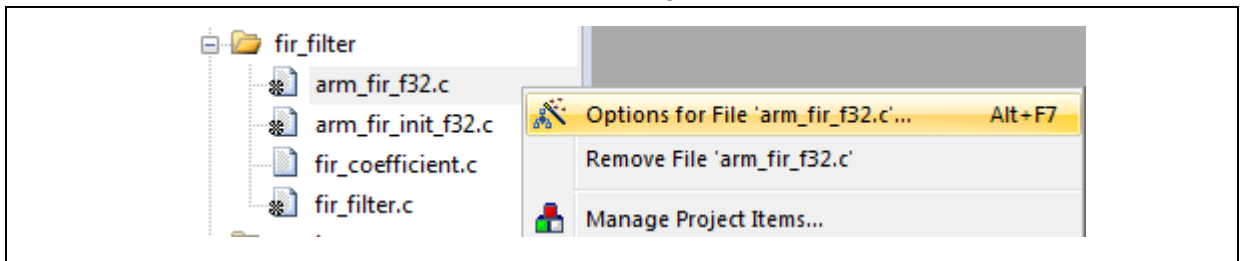 fir_filter
arm_fir_f32.c
arm_fir_init_f32.c
fir_coefficient.c
fir_filter.c
Options for File 'arm_fir_f32.c'... Alt+F7
Remove File 'arm_fir_f32.c'
Manage Project Items...